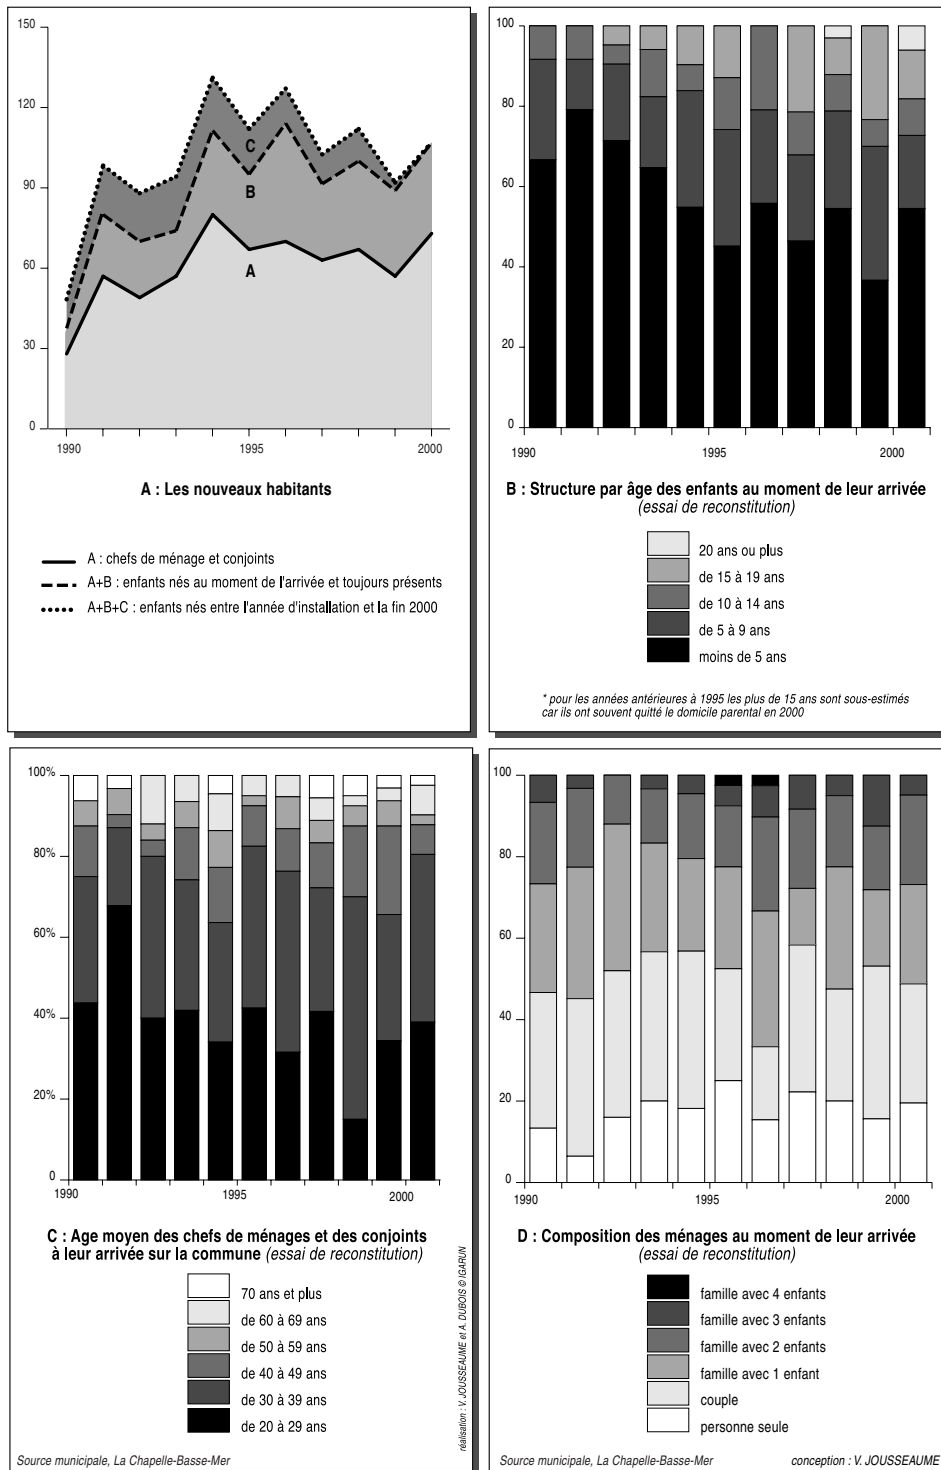 150
120
90
60
30
0
C
B
A
1990
1995
2000
A : Les nouveaux habitants
A : chefs de ménage et conjoints
A+B : enfants nés au moment de l'arrivée et toujours présents
A+B+C : enfants nés entre l'année d'installation et la fin 2000
100
80
60
40
20
0
1990
1995
2000
B : Structure par âge des enfants au moment de leur arrivée
(essai de reconstitution)
20 ans ou plus
de 15 à 19 ans
de 10 à 14 ans
de 5 à 9 ans
moins de 5 ans
* pour les années antérieures à 1995 les plus de 15 ans sont sous-estimés
car ils ont souvent quitté le domicile parental en 2000
100%
80%
60%
40%
20%
0
1990
1995
2000
C : Age moyen des chefs de ménages et des conjoints
à leur arrivée sur la commune (essai de reconstitution)
70 ans et plus
de 60 à 69 ans
de 50 à 59 ans
de 40 à 49 ans
de 30 à 39 ans
de 20 à 29 ans
réalisation : V. JOUSSEAUME et A. DUBOIS © IGARUN
Source municipale, La Chapelle-Basse-Mer
100
80
60
40
20
0
1990
1995
2000
D : Composition des ménages au moment de leur arrivée
(essai de reconstitution)
famille avec 4 enfants
famille avec 3 enfants
famille avec 2 enfants
famille avec 1 enfant
couple
personne seule
Source municipale, La Chapelle-Basse-Mer
conception : V. JOUSSEAUME